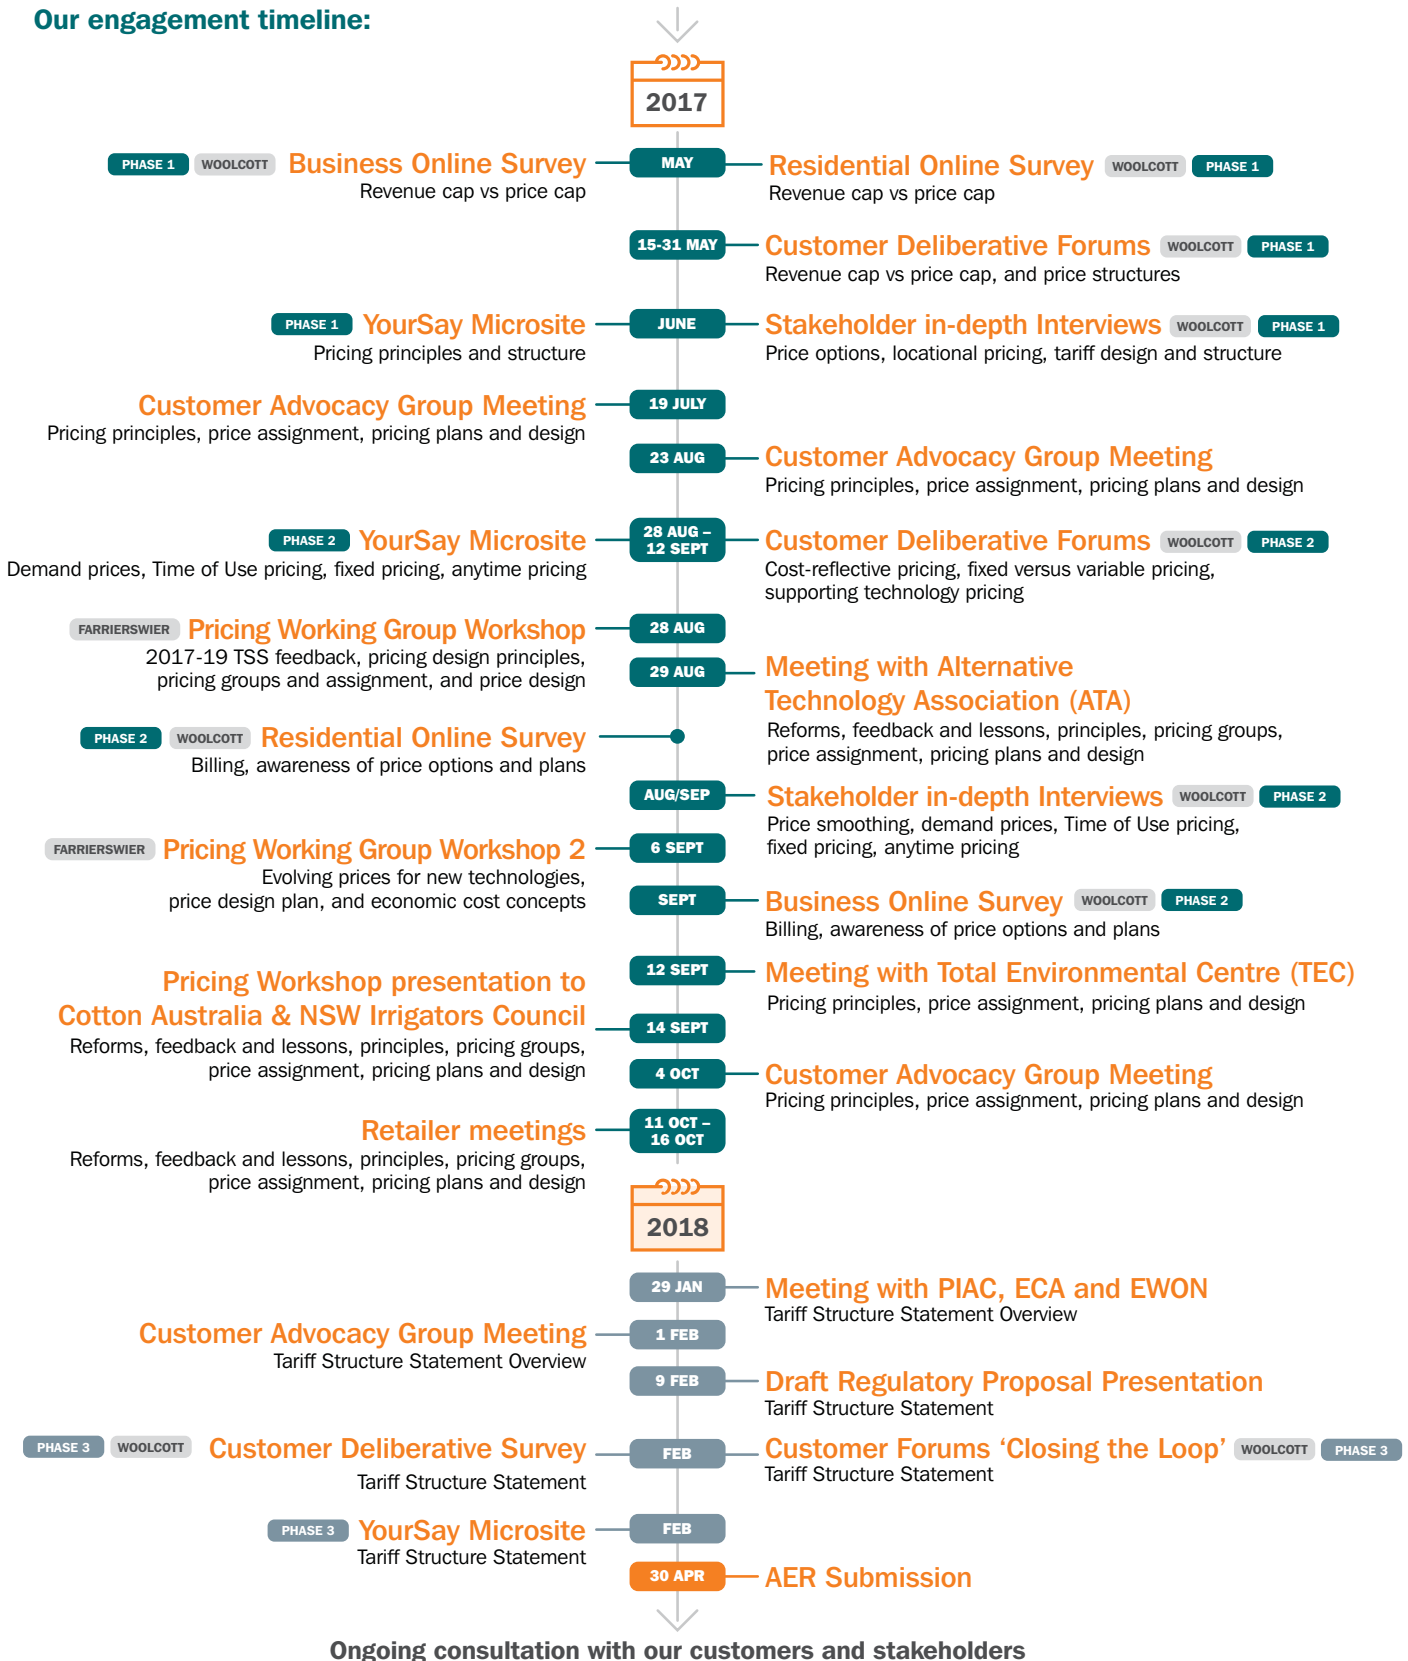 Our engagement timeline:
2017
PHASE 1 WOOLCOTT Business Online Survey
Revenue cap vs price cap
MAY
Residential Online Survey WOOLCOTT PHASE 1
Revenue cap vs price cap
15-31 MAY
Customer Deliberative Forums WOOLCOTT PHASE 1
Revenue cap vs price cap, and price structures
PHASE 1 YourSay Microsite
Pricing principles and structure
JUNE
Stakeholder in-depth Interviews WOOLCOTT PHASE 1
Price options, locational pricing, tariff design and structure
Customer Advocacy Group Meeting
Pricing principles, price assignment, pricing plans and design
19 JULY
23 AUG
Customer Advocacy Group Meeting
Pricing principles, price assignment, pricing plans and design
PHASE 2 YourSay Microsite
Demand prices, Time of Use pricing, fixed pricing, anytime pricing
28 AUG –
12 SEPT
Customer Deliberative Forums WOOLCOTT PHASE 2
Cost-reflective pricing, fixed versus variable pricing,
supporting technology pricing
FARRIERSWIER Pricing Working Group Workshop
2017-19 TSS feedback, pricing design principles,
pricing groups and assignment, and price design
28 AUG
29 AUG
Meeting with Alternative
Technology Association (ATA)
Reforms, feedback and lessons, principles, pricing groups,
price assignment, pricing plans and design
PHASE 2 WOOLCOTT Residential Online Survey
Billing, awareness of price options and plans
AUG/SEP
Stakeholder in-depth Interviews WOOLCOTT PHASE 2
Price smoothing, demand prices, Time of Use pricing,
fixed pricing, anytime pricing
FARRIERSWIER Pricing Working Group Workshop 2
Evolving prices for new technologies,
price design plan, and economic cost concepts
6 SEPT
SEPT
Business Online Survey WOOLCOTT PHASE 2
Billing, awareness of price options and plans
12 SEPT
Meeting with Total Environmental Centre (TEC)
Pricing principles, price assignment, pricing plans and design
Pricing Workshop presentation to
Cotton Australia & NSW Irrigators Council
Reforms, feedback and lessons, principles, pricing groups,
price assignment, pricing plans and design
14 SEPT
4 OCT
Customer Advocacy Group Meeting
Pricing principles, price assignment, pricing plans and design
Retailer meetings
Reforms, feedback and lessons, principles, pricing groups,
price assignment, pricing plans and design
11 OCT –
16 OCT
2018
29 JAN
Meeting with PIAC, ECA and EWON
Tariff Structure Statement Overview
Customer Advocacy Group Meeting
Tariff Structure Statement Overview
1 FEB
9 FEB
Draft Regulatory Proposal Presentation
Tariff Structure Statement
PHASE 3 WOOLCOTT Customer Deliberative Survey
Tariff Structure Statement
FEB
Customer Forums ‘Closing the Loop’ WOOLCOTT PHASE 3
Tariff Structure Statement
PHASE 3 YourSay Microsite
Tariff Structure Statement
FEB
30 APR
AER Submission
Ongoing consultation with our customers and stakeholders